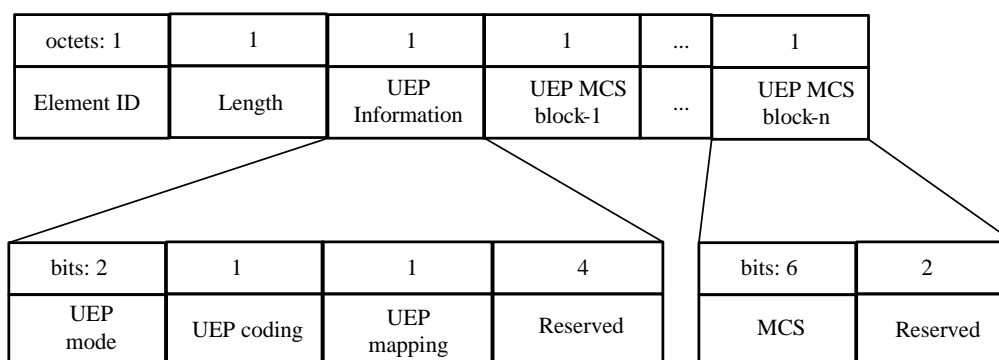 octets: 1 1 1 1 ... 1
Element ID Length UEP Information UEP MCS block-1 ... UEP MCS block-n
bits: 2 1 1 4
UEP mode UEP coding UEP mapping Reserved
bits: 6 2
MCS Reserved